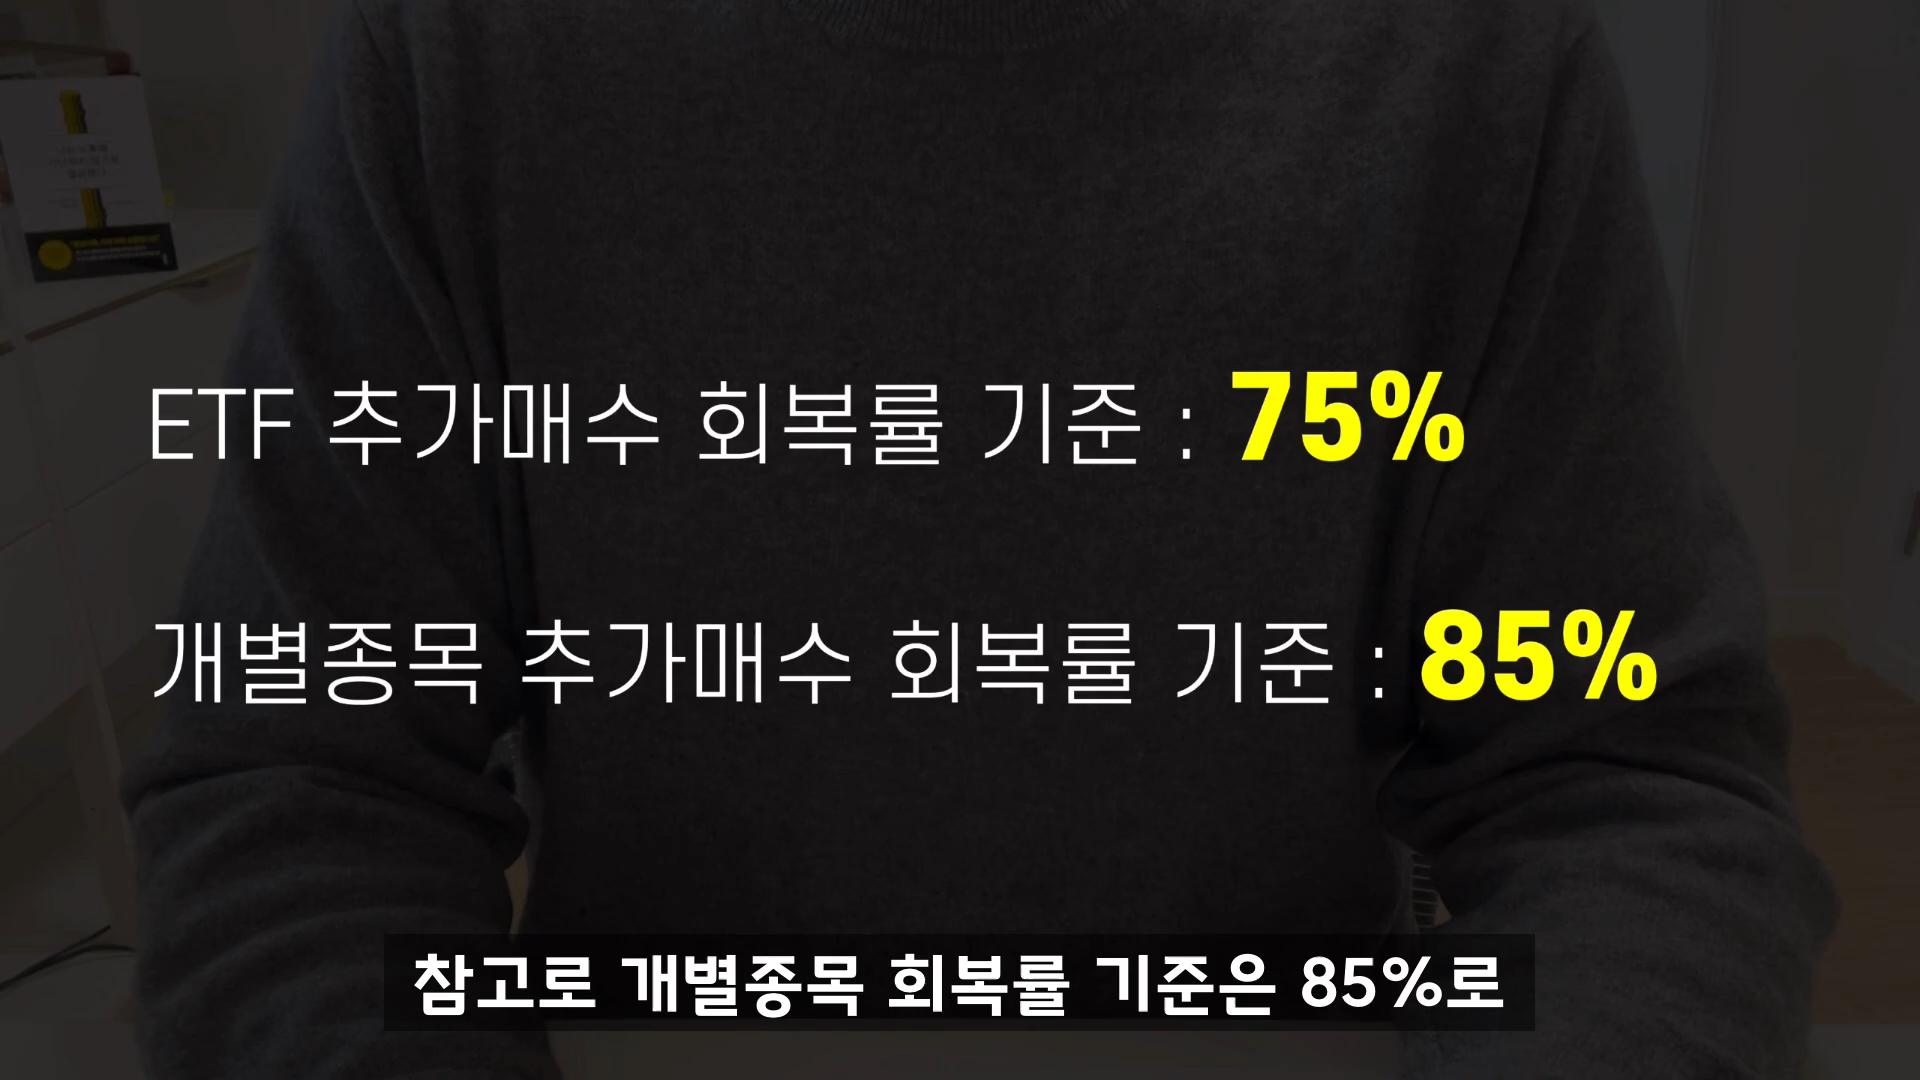 ETF 추가매수 회복률 기준 : 75%
개별종목 추가매수 회복률 기준 : 85%
참고로 개별종목 회복률 기준은 85%로